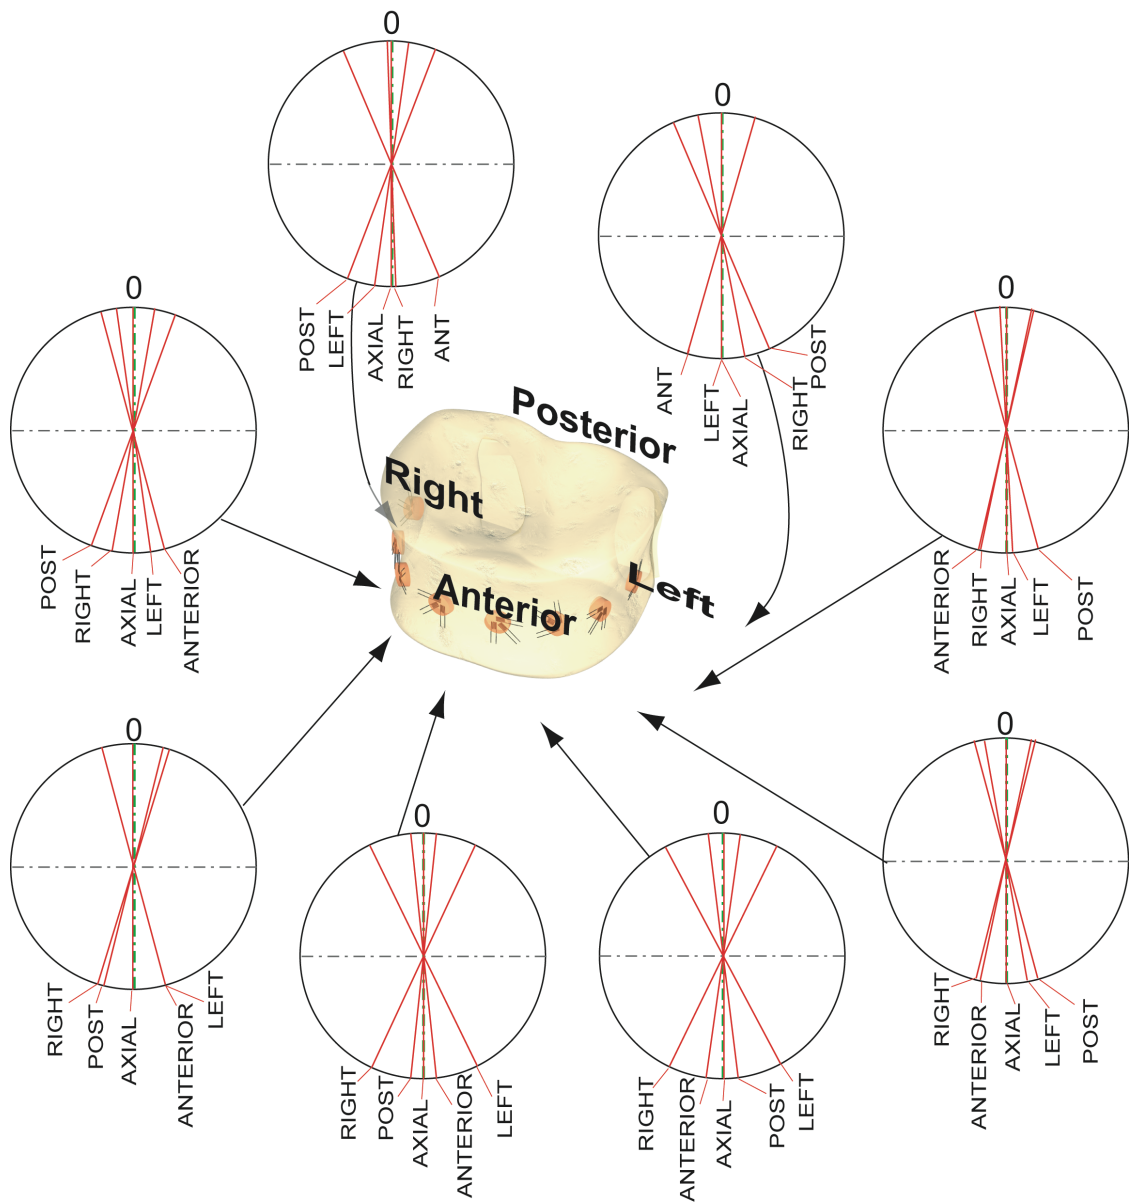 0
POST
LEFT
AXIAL
RIGHT
ANT
0
ANT
LEFT
AXIAL
RIGHT
POST
0
POST
RIGHT
AXIAL
LEFT
ANTERIOR
0
ANTERIOR
RIGHT
AXIAL
LEFT
POST
Posterior
Right
Anterior
Left
0
RIGHT
POST
AXIAL
ANTERIOR
LEFT
0
RIGHT
POST
AXIAL
ANTERIOR
LEFT
0
RIGHT
ANTERIOR
AXIAL
POST
LEFT
0
RIGHT
ANTERIOR
AXIAL
LEFT
POST